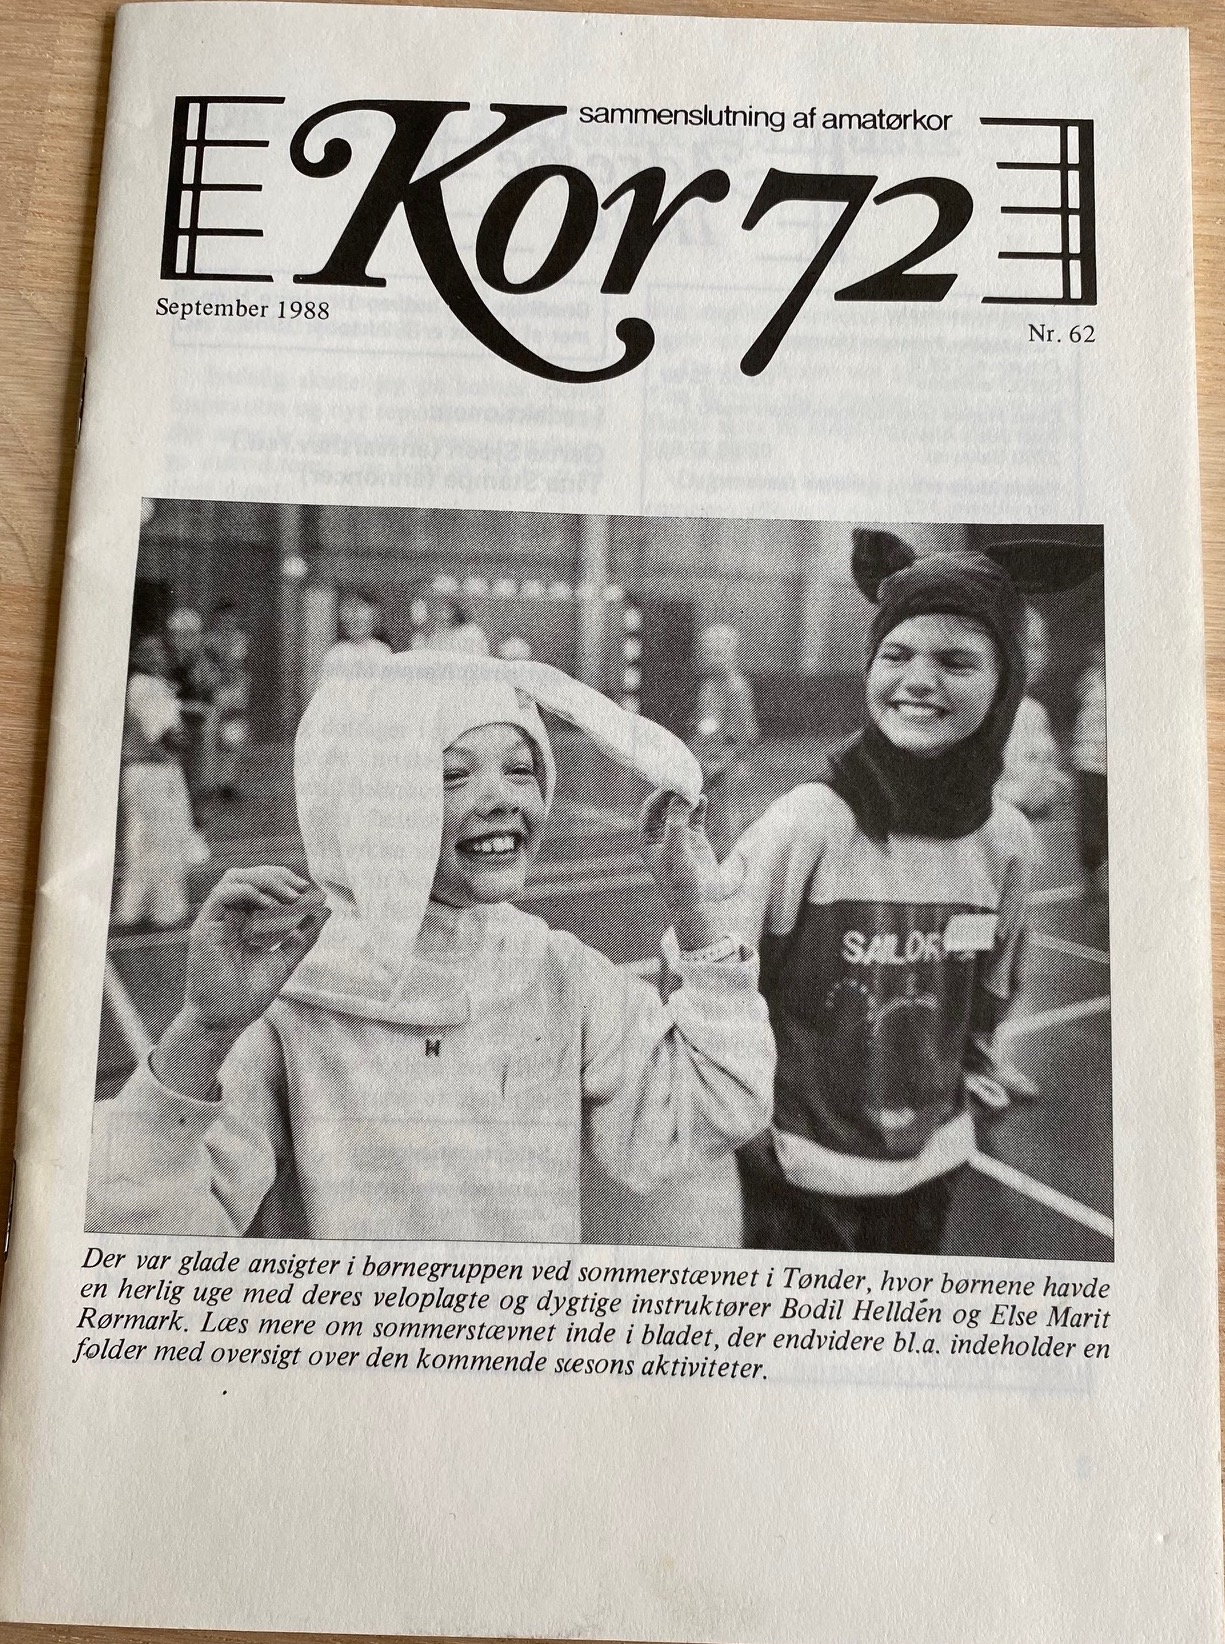 sammenslutning af amatørkor
Kor 72
September 1988
Nr. 62
SAILOR
H
Der var glade ansigter i børnegruppen ved sommerstævnet i Tønder, hvor børnene havde
en herlig uge med deres veloplagte og dygtige instruktører Bodil Helldén og Else Marit
Rørmark. Læs mere om sommerstævnet inde i bladet, der endvidere bl.a. indeholder en
folder med oversigt over den kommende sæsons aktiviteter.